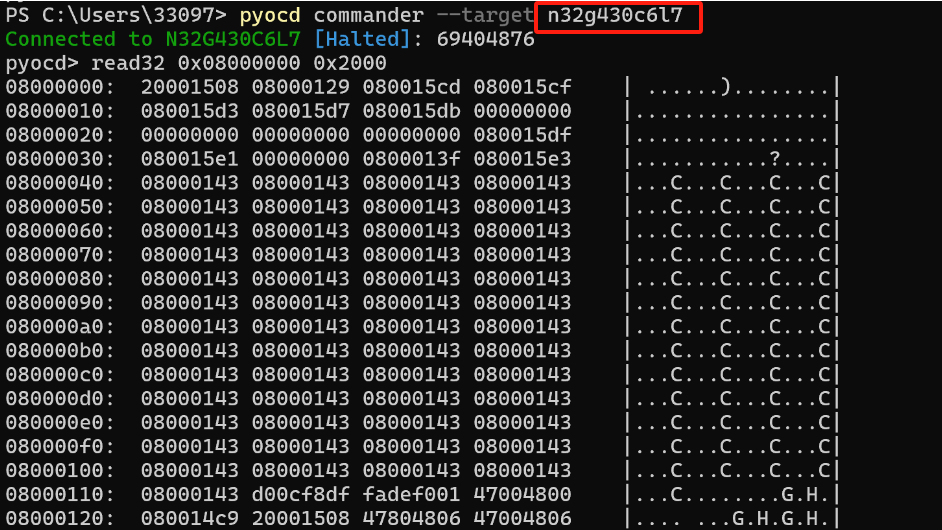 PS C:\Users\33097> pyocd commander --target n32g430c6l7
Connected to N32G430C6L7 [Halted]: 69404876
pyocd> read32 0x08000000 0x2000
08000000:  20001508 08000129 080015cd 080015cf    | ......)........|
08000010:  080015d3 080015d7 080015db 00000000    |................|
08000020:  00000000 00000000 00000000 080015df    |................|
08000030:  080015e1 00000000 0800013f 080015e3    |...........?....|
08000040:  08000143 08000143 08000143 08000143    |...C...C...C...C|
08000050:  08000143 08000143 08000143 08000143    |...C...C...C...C|
08000060:  08000143 08000143 08000143 08000143    |...C...C...C...C|
08000070:  08000143 08000143 08000143 08000143    |...C...C...C...C|
08000080:  08000143 08000143 08000143 08000143    |...C...C...C...C|
08000090:  08000143 08000143 08000143 08000143    |...C...C...C...C|
080000a0:  08000143 08000143 08000143 08000143    |...C...C...C...C|
080000b0:  08000143 08000143 08000143 08000143    |...C...C...C...C|
080000c0:  08000143 08000143 08000143 08000143    |...C...C...C...C|
080000d0:  08000143 08000143 08000143 08000143    |...C...C...C...C|
080000e0:  08000143 08000143 08000143 08000143    |...C...C...C...C|
080000f0:  08000143 08000143 08000143 08000143    |...C...C...C...C|
08000100:  08000143 08000143 08000143 08000143    |...C...C...C...C|
08000110:  08000143 d00cf8df fadef001 47004800    |...C........G.H.|
08000120:  080014c9 20001508 47804806 47004806    |.... ...G.H.G.H.|